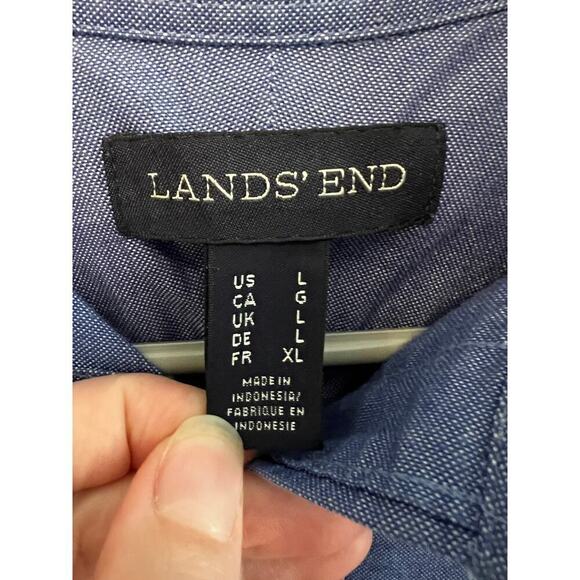 LANDS' END
US L
CA G
UK L
DE L
FR XL
MADE IN
INDONESIA/
FABRIQUE EN
INDONESIE